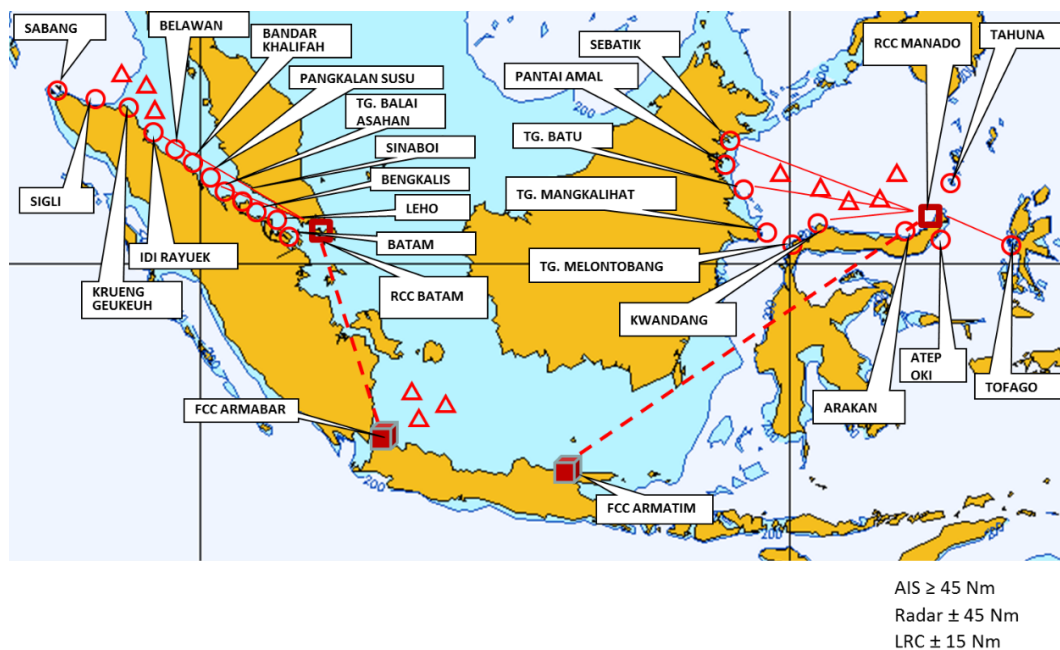 SABANG
BELAWAN
BANDAR
KHALIFAH
PANGKALAN SUSU
TG. BALAI
ASAHAN
SINABOI
BENGKALIS
LEHO
BATAM
RCC BATAM
SIGLI
KRUENG
GEUKEUH
IDI RAYUEK
FCC ARMABAR
SEBATIK
PANTAI AMAL
TG. BATU
TG. MANGKALIHAT
TG. MELONTOBANG
KWANDANG
RCC MANADO
TAHUNA
ATEP
OKI
TOFAGO
ARAKAN
FCC ARMATIM
200
200
200
200
AIS ≥ 45 Nm
Radar ± 45 Nm
LRC ± 15 Nm